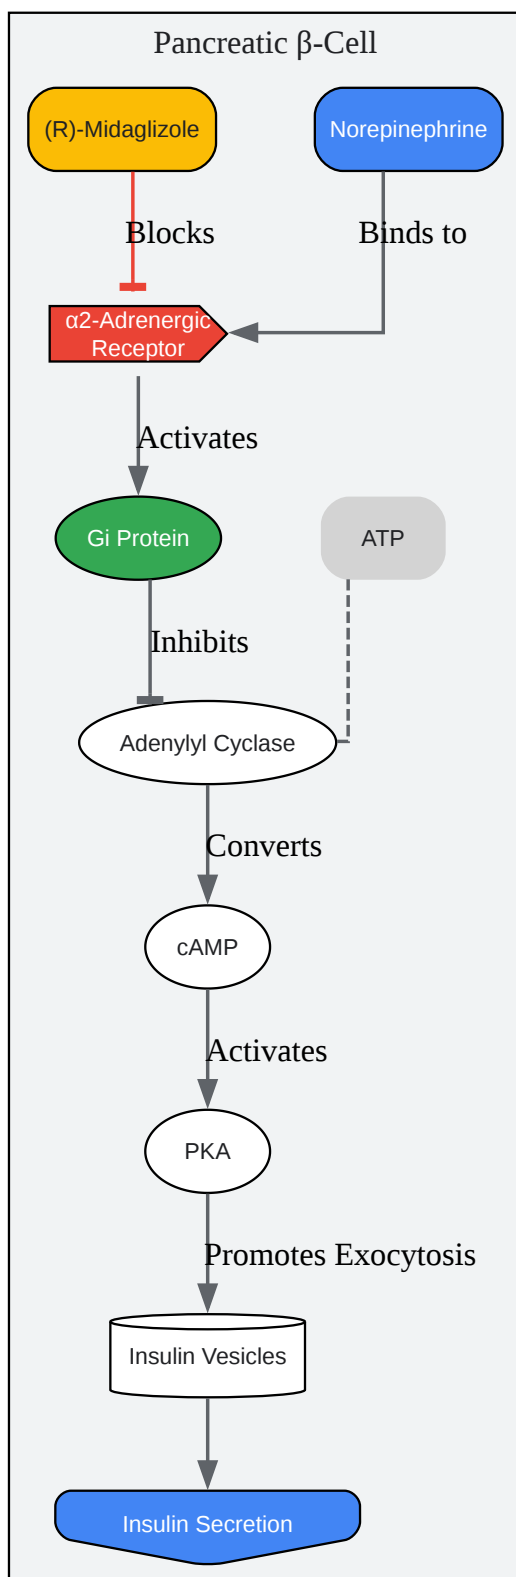 Pancreatic β-Cell
(R)-Midaglizole
Norepinephrine
Blocks
Binds to
α2-Adrenergic
Receptor
Activates
Gi Protein
ATP
Inhibits
Adenylyl Cyclase
Converts
cAMP
Activates
PKA
Promotes Exocytosis
Insulin Vesicles
Insulin Secretion